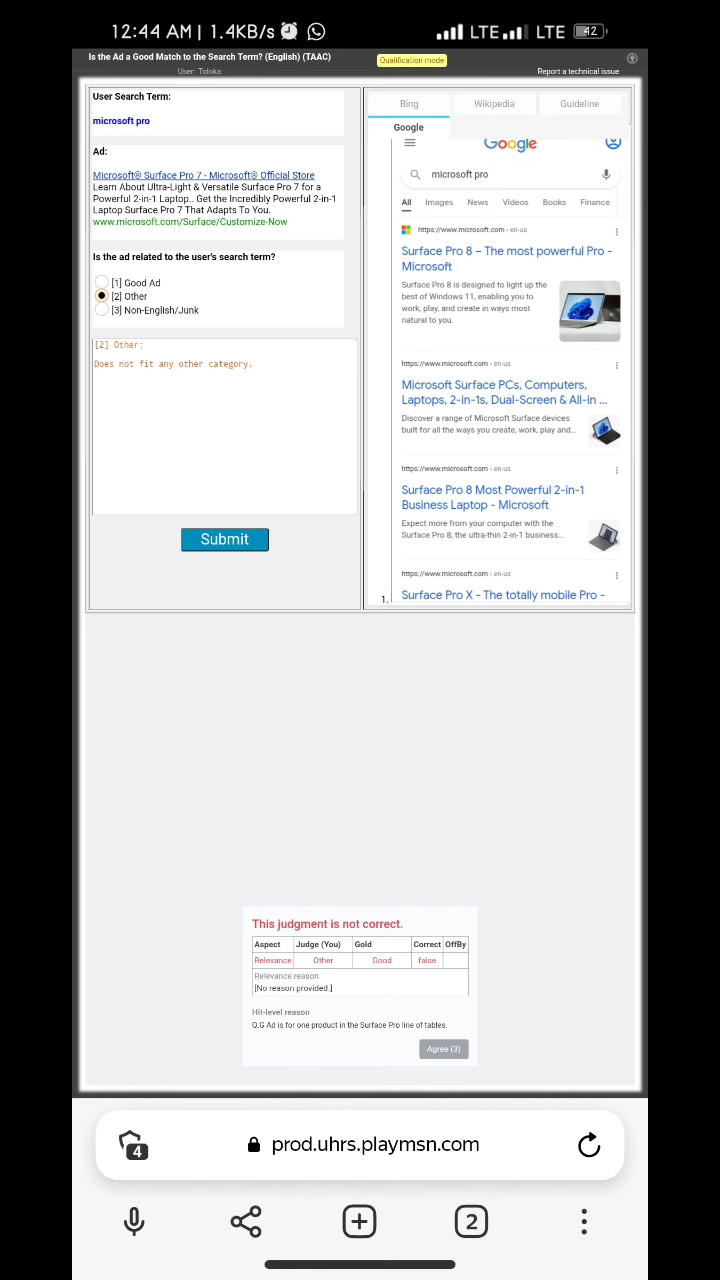 12:44 AM | 1.4KB/s
LTE LTE 42
Is the Ad a Good Match to the Search Term? (English) (TAAC)
Qualification mode
User: Toloka
Report a technical issue
User Search Term:
microsoft pro
Ad:
Microsoft® Surface Pro 7 - Microsoft® Official Store
Learn About Ultra-Light & Versatile Surface Pro 7 for a
Powerful 2-in-1 Laptop.. Get the Incredibly Powerful 2-in-1
Laptop Surface Pro 7 That Adapts To You.
www.microsoft.com/Surface/Customize-Now
Is the ad related to the user's search term?
[1] Good Ad
[2] Other
[3] Non-English/Junk
[2] Other:
Does not fit any other category.
Submit
Bing Wikipedia Guideline
Google
Google
microsoft pro
All Images News Videos Books Finance
https://www.microsoft.com › en-us
Surface Pro 8 – The most powerful Pro -
Microsoft
Surface Pro 8 is designed to light up the
best of Windows 11, enabling you to
work, play, and create in ways most
natural to you.
https://www.microsoft.com › en-us
Microsoft Surface PCs, Computers,
Laptops, 2-in-1s, Dual-Screen & All-in ...
Discover a range of Microsoft Surface devices
built for all the ways you create, work, play and...
https://www.microsoft.com › en-us
Surface Pro 8 Most Powerful 2-in-1
Business Laptop - Microsoft
Expect more from your computer with the
Surface Pro 8, the ultra-thin 2-in-1 business...
https://www.microsoft.com › en-us
1. Surface Pro X - The totally mobile Pro -
This judgment is not correct.
Aspect Judge (You) Gold Correct OffBy
Relevance Other Good false
Relevance reason
[No reason provided.]
Hit-level reason
Q.G Ad is for one product in the Surface Pro line of tables.
Agree (3)
4 prod.uhrs.playmsn.com
2